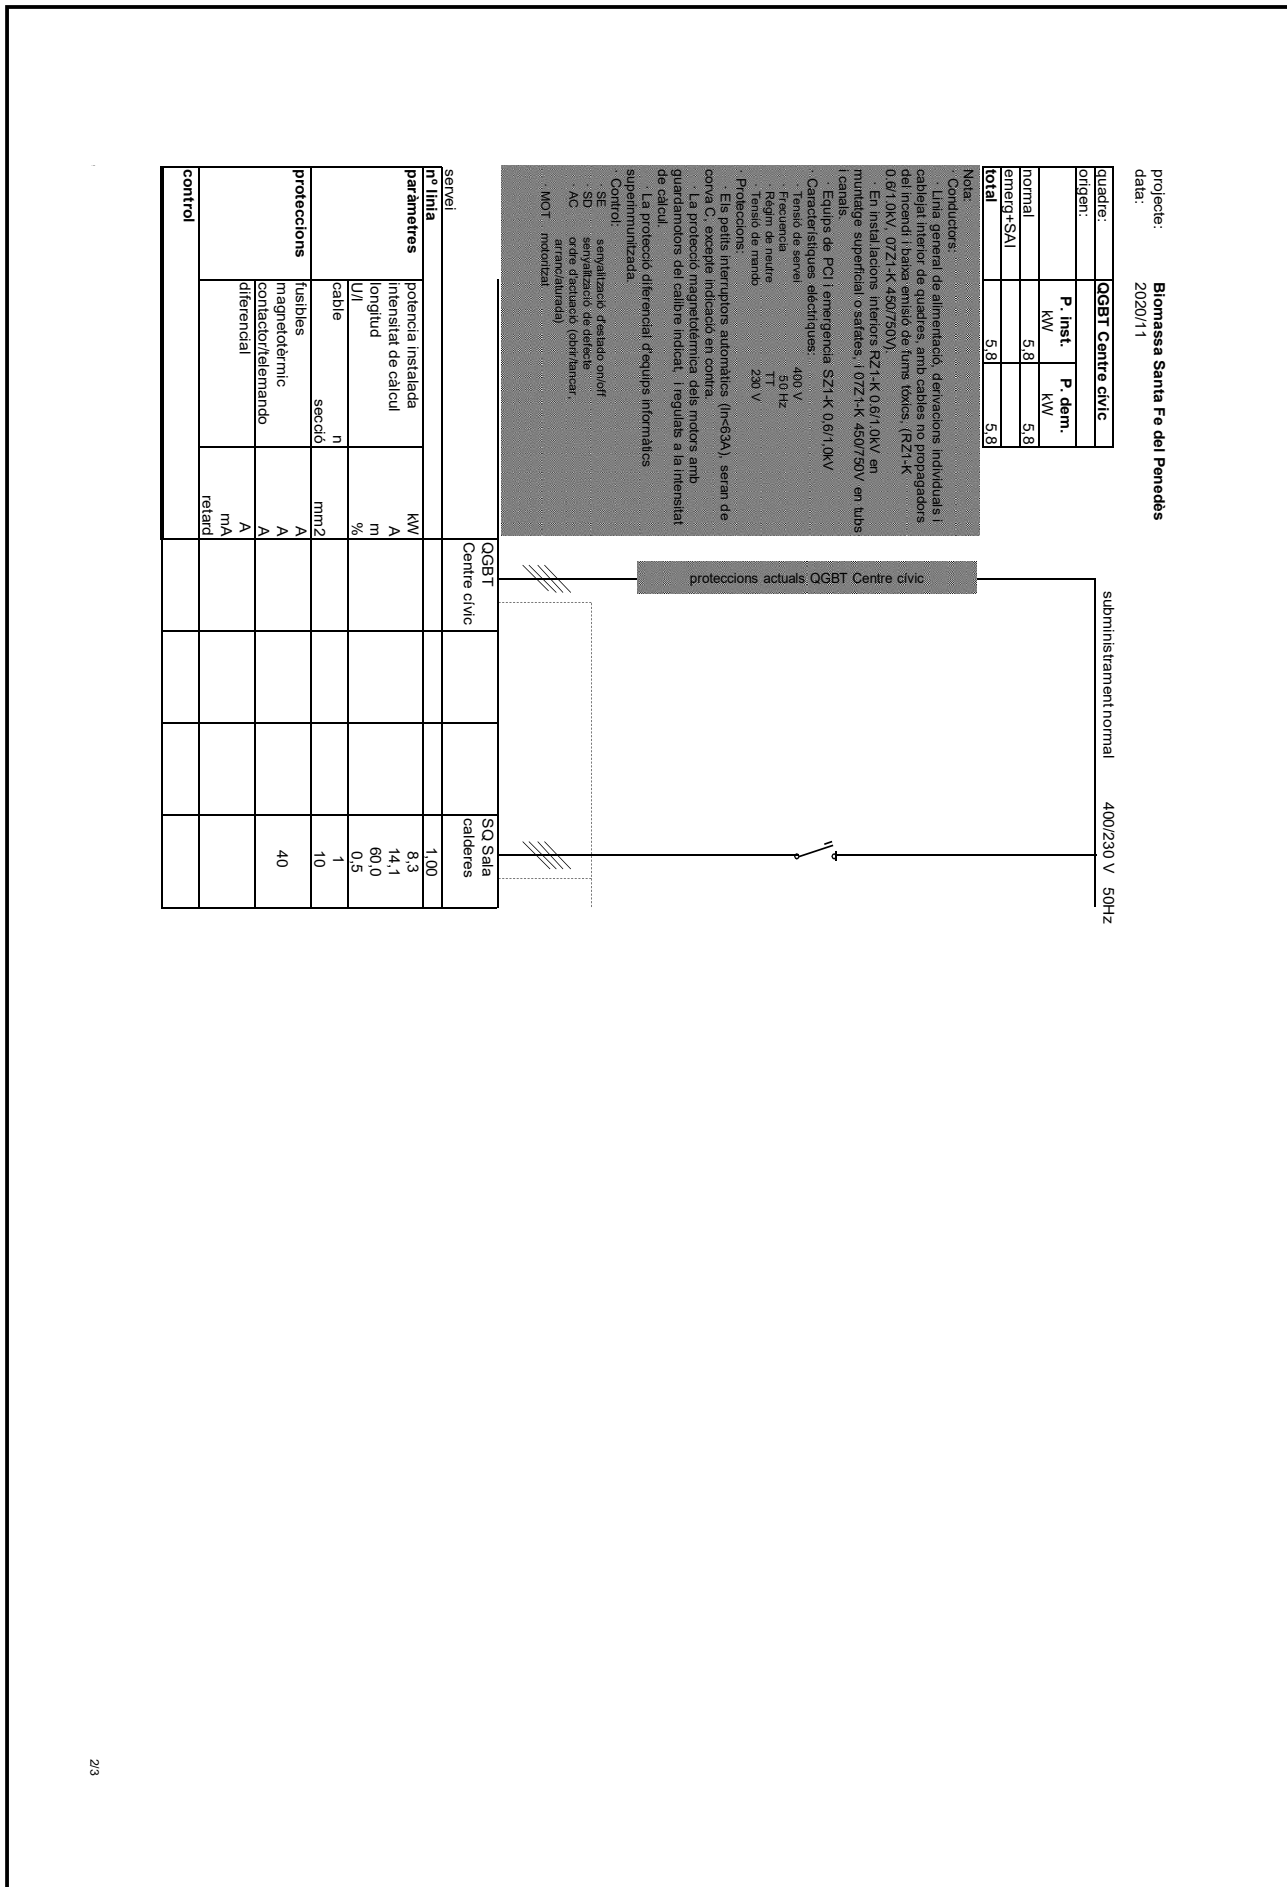 projecte: Biomassa Santa Fe del Penedès
data: 2020/11
quadre: QGBT Centre cívic
origen:
P. inst. P. dem.
kW kW
normal 5,8 5,8
emerg+SAI
total 5,8 5,8
Nota:
· Conductors:
· Linia general de alimentació, derivacions individuals i
cablejat interior de quadres, amb cables no propagadors
del incendi i baixa emisió de fums tòxics, (RZ1-K
0.6/1.0kV, 07Z1-K 450/750V).
· En instal.lacions interiors RZ1-K 0.6/1.0kV en
muntatge superficial o safates, i 07Z1-K 450/750V en tubs
i canals.
· Equips de PCI i emergencia SZ1-K 0,6/1,0kV
· Característiques elèctriques:
· Tensió de servei 400 V
· Frecuencia 50 Hz
· Règim de neutre TT
· Tensió de mando 230 V
· Proteccions:
· Els petits interruptors automàtics (In<63A), seran de
corva C, excepte indicació en contra.
· La protecció magnetotérmica dels motors amb
guardamotors del calibre indicat, i regulats a la intensitat
de càlcul.
· La protecció diferencial d'equips informàtics
superinmunitzada.
· Control:
· SE senyalització d'estado on/off
· SD senyalització de defecte
· AC ordre d'actuació (obrir/tancar,
arranc/aturada)
· MOT motoritzat
subministrament normal 400/230 V 50Hz
proteccions actuals QGBT Centre cívic
servei QGBT SQ Sala
Centre cívic calderes
nº linia 1,00
paràmetres potencia instalada kW 8,3
intensitat de càlcul A 14,1
longitud m 60,0
U/I % 0,5
cable n 1
secció mm2 10
proteccions fusibles A
magnetotèrmic A 40
contactor/telemando A
diferencial A
mA
retard
control
2/3